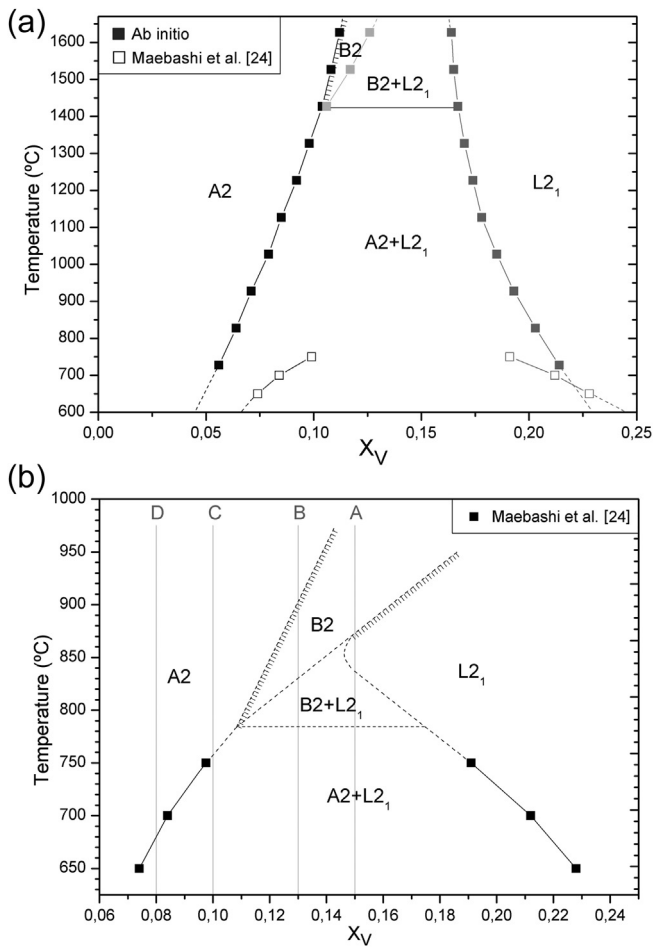 (a)
Ab initio
Maebashi et al. [24]
B2
B2+L2₁
A2
L2₁
A2+L2₁
Temperature (ºC)
1600
1500
1400
1300
1200
1100
1000
900
800
700
600
0,00 0,05 0,10 0,15 0,20 0,25
X_V
(b)
D C B A
Maebashi et al. [24]
B2
A2
L2₁
B2+L2₁
A2+L2₁
Temperature (ºC)
1000
950
900
850
800
750
700
650
0,06 0,08 0,10 0,12 0,14 0,16 0,18 0,20 0,22 0,24
X_V